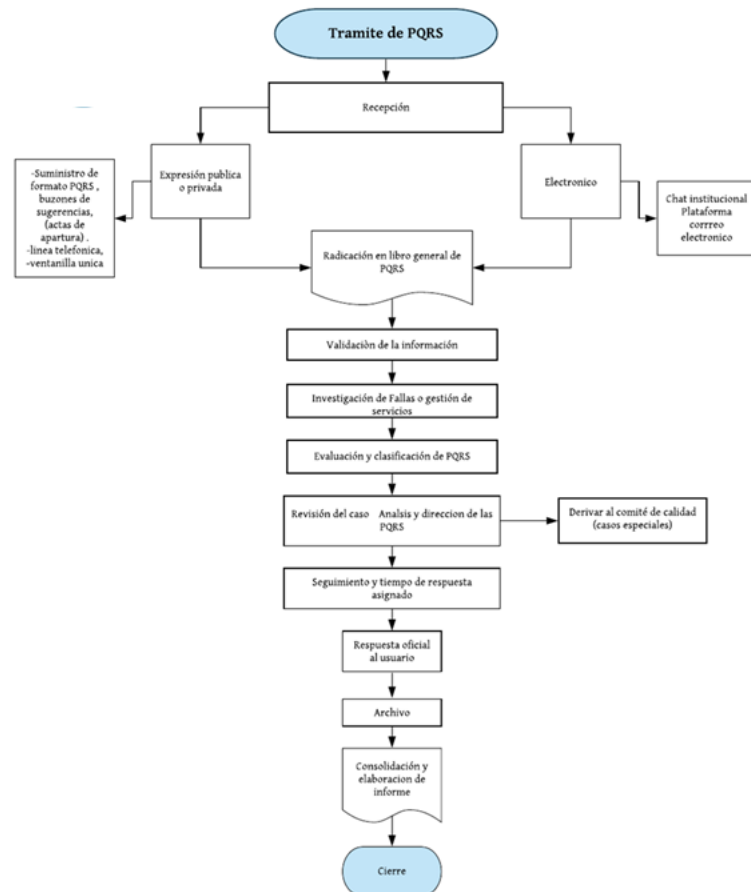 Tramite de PQRS
Recepción
Expresión publica
o privada
Electronico
-Suministro de
formato PQRS ,
buzones de
sugerencias,
(actas de
apartura) .
-linea telefonica,
-ventanilla unica
Chat institucional
Plataforma
corrreo
electronico
Radicación en libro general de
PQRS
Validaciòn de la información
Investigación de Fallas o gestión de
servicios
Evaluación y clasificación de PQRS
Revisión del caso Analsis y direccion de las
PQRS
Derivar al comité de calidad
(casos especiales)
Seguimiento y tiempo de respuesta
asignado
Respuesta oficial
al usuario
Archivo
Consolidación y
elaboracion de
informe
Cierre